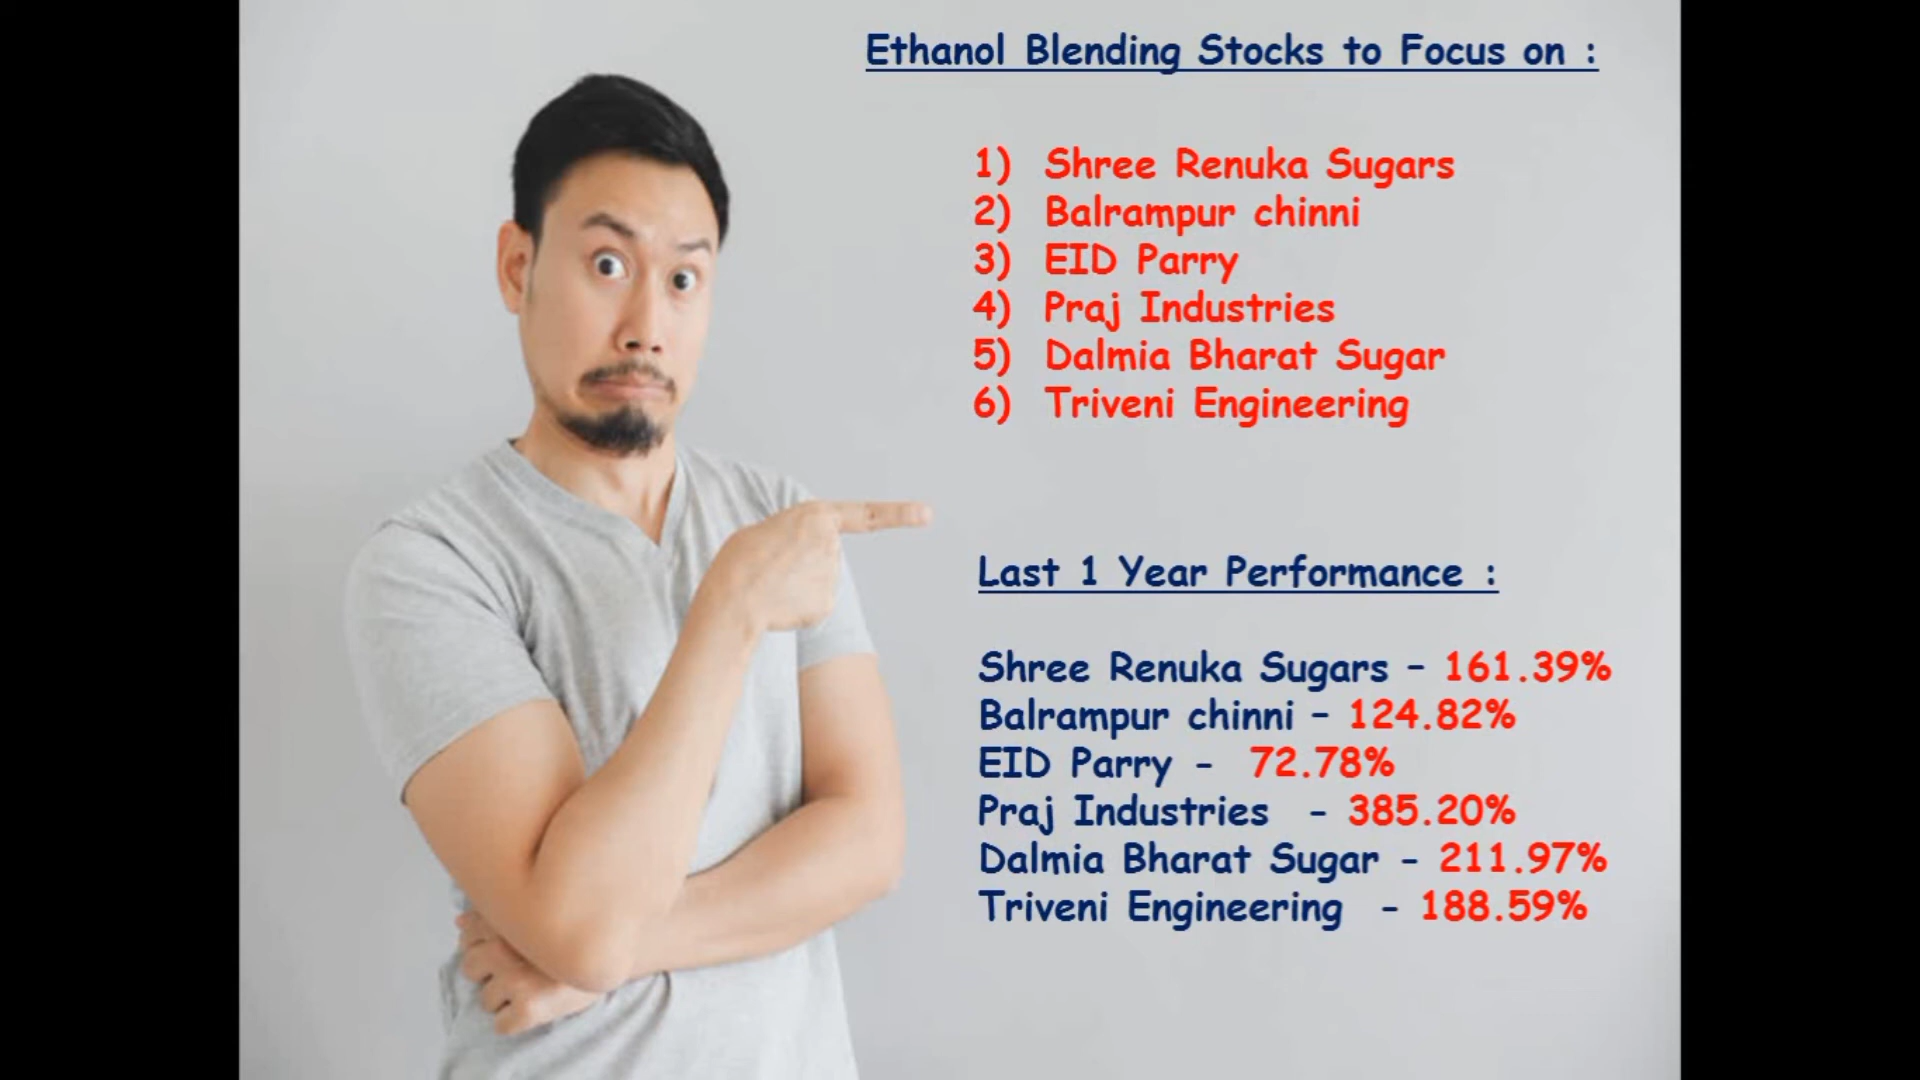 Ethanol Blending Stocks to Focus on :
1) Shree Renuka Sugars
2) Balrampur chinni
3) EID Parry
4) Praj Industries
5) Dalmia Bharat Sugar
6) Triveni Engineering
Last 1 Year Performance :
Shree Renuka Sugars – 161.39%
Balrampur chinni – 124.82%
EID Parry - 72.78%
Praj Industries - 385.20%
Dalmia Bharat Sugar - 211.97%
Triveni Engineering - 188.59%